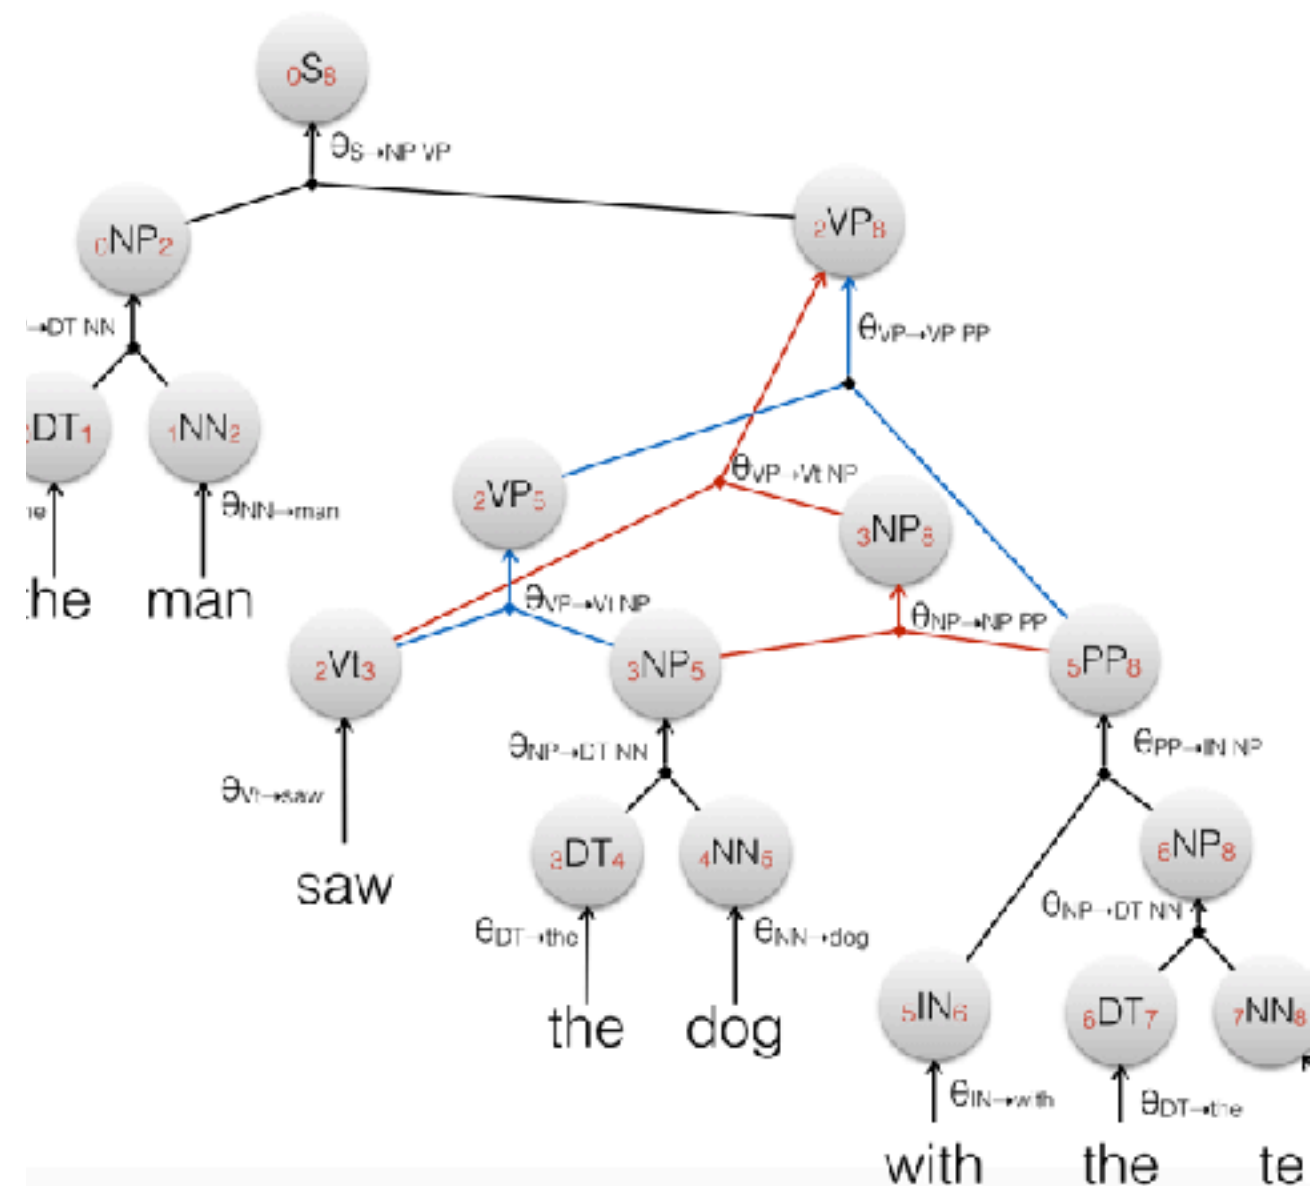 0S8
θS→NP VP
0NP2
2VP8
→DT NN
θVP→VP PP
DT1
1NN2
2VP5
θVP→Vt NP
3NP8
he
θNN→man
the man
θVP→Vt NP
θNP→NP PP
2Vt3
3NP5
5PP8
θNP→DT NN
θPP→IN NP
θVt→saw
3DT4
4NN5
6NP8
saw
θNP→DT NN
θDT→the
θNN→dog
5IN6
6DT7
7NN8
the dog
θIN→with
θDT→the
with the te